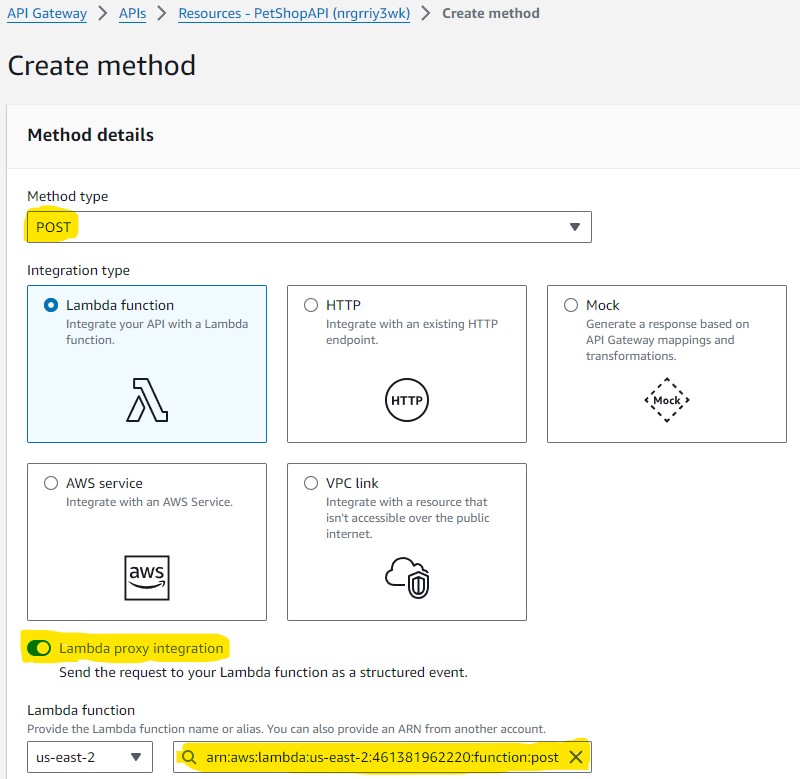 API Gateway > APIs > Resources - PetShopAPI (nrgrriy3wk) > Create method
Create method
Method details
Method type
POST
Integration type
Lambda function
Integrate your API with a Lambda
function.
HTTP
Integrate with an existing HTTP
endpoint.
HTTP
Mock
Generate a response based on
API Gateway mappings and
transformations.
Mock
AWS service
Integrate with an AWS Service.
aws
VPC link
Integrate with a resource that
isn't accessible over the public
internet.
Lambda proxy integration
Send the request to your Lambda function as a structured event.
Lambda function
Provide the Lambda function name or alias. You can also provide an ARN from another account.
us-east-2
arn:aws:lambda:us-east-2:461381962220:function:post